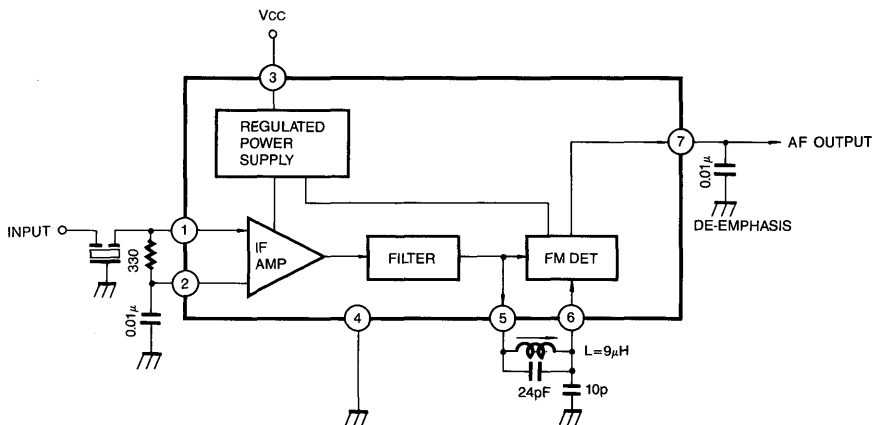 VCC
3
REGULATED
POWER
SUPPLY
7
AF OUTPUT
0.01μ
DE-EMPHASIS
INPUT
1
330
2
0.01μ
IF
AMP
FILTER
FM DET
4
5
6
L=9μH
24pF
10p